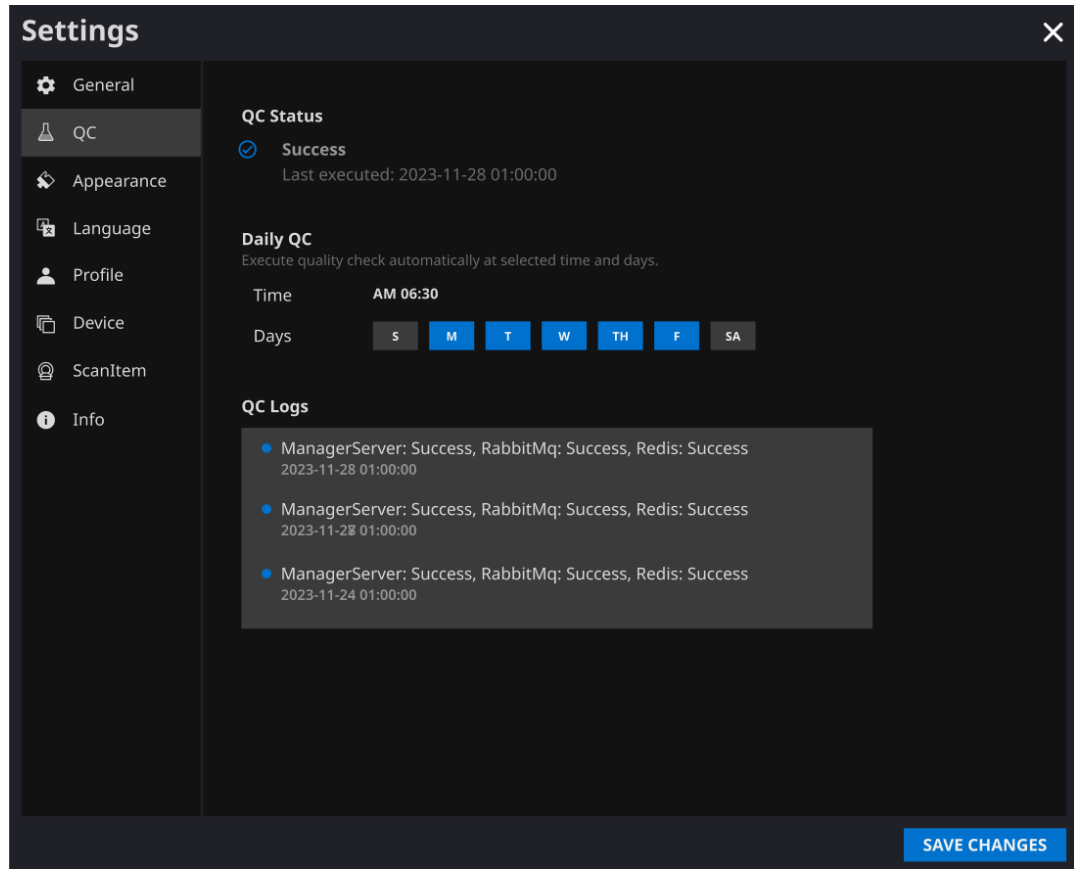 Settings
General
QC
Appearance
Language
Profile
Device
ScanItem
Info
QC Status
Success
Last executed: 2023-11-28 01:00:00
Daily QC
Execute quality check automatically at selected time and days.
Time AM 06:30
Days S M T W TH F SA
QC Logs
ManagerServer: Success, RabbitMq: Success, Redis: Success
2023-11-28 01:00:00
ManagerServer: Success, RabbitMq: Success, Redis: Success
01:00:00
ManagerServer: Success, RabbitMq: Success, Redis: Success
2023-11-24 01:00:00
SAVE CHANGES